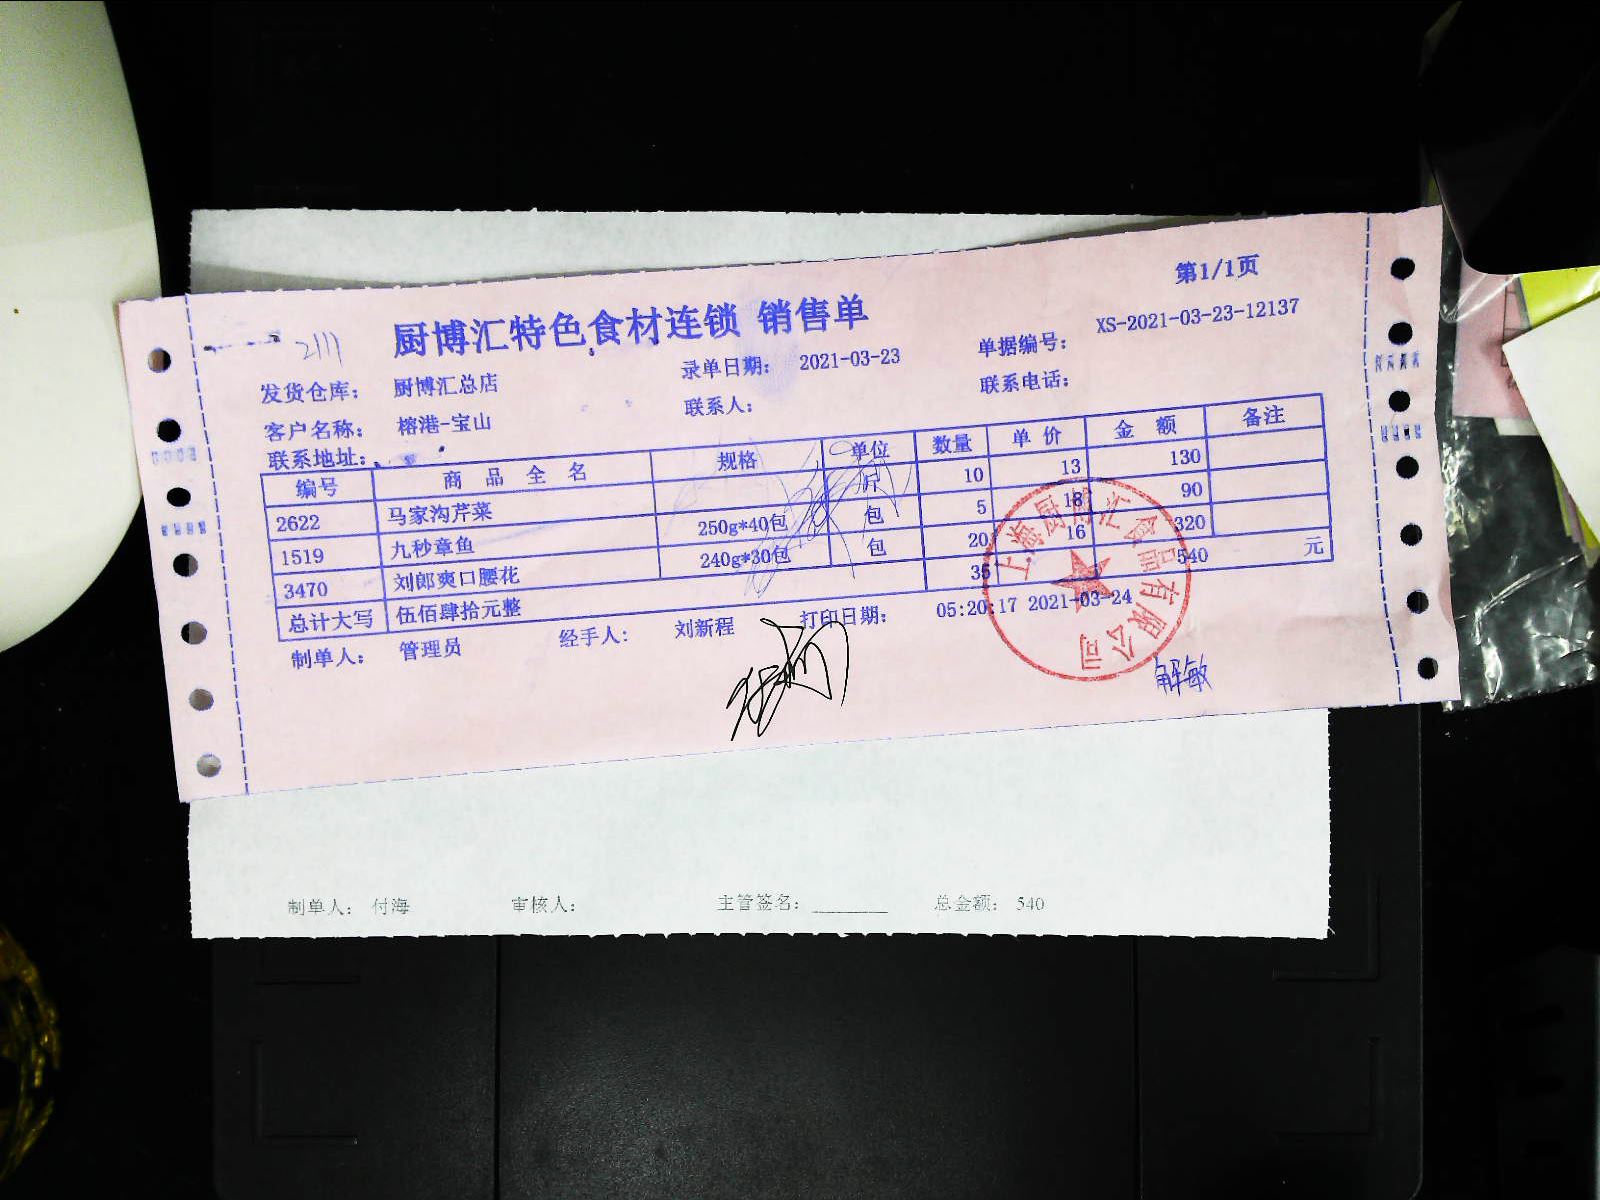 第1/1页
厨博汇特色食材连锁 销售单
2111
发货仓库： 厨博汇总店 录单日期： 2021-03-23 单据编号： XS-2021-03-23-12137
客户名称： 榕港-宝山 联系人： 联系电话：
联系地址：
编号 商品全名 规格 单位 数量 单价 金额 备注
2622 马家沟芹菜 斤 10 13 130
1519 九秒章鱼 250g*40包 包 5 18 90
3470 刘郎爽口腰花 240g*30包 包 20 16 320
总计大写 伍佰肆拾元整 35 540 元
制单人： 管理员 经手人： 刘新程 打印日期： 05:20:17 2021-03-24
上海厨博汇食品有限公司
解敏
制单人： 付海 审核人： 主管签名： 总金额： 540